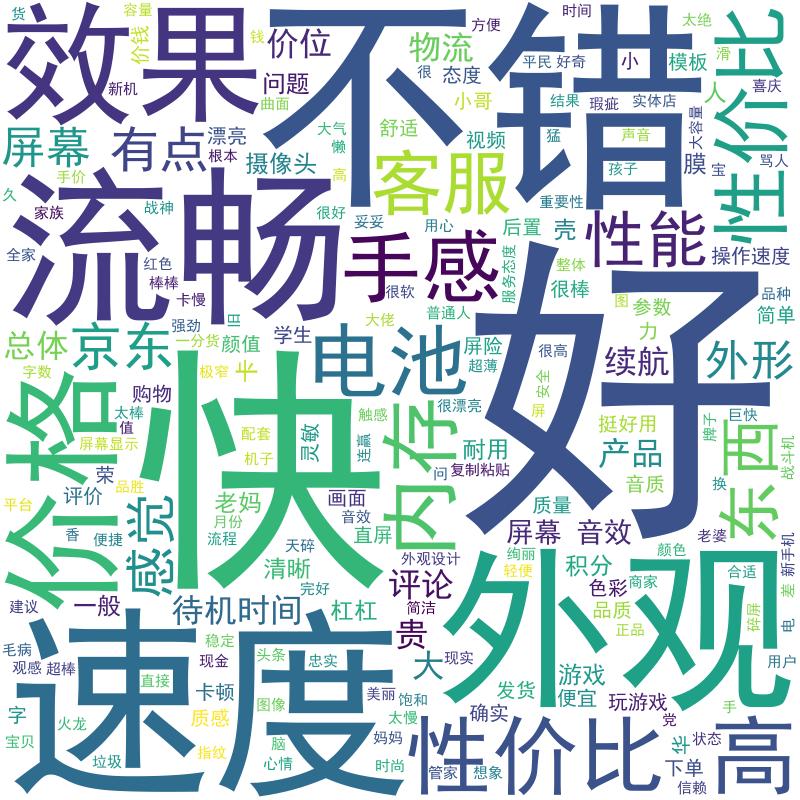 效果
不错
性价比
流畅
好
快
速度
外观
价格
客服
手感
电池
内存
东西
性能
感觉
性价比
高
京东
屏幕
有点
外形
续航
价位
物流
问题
摄像头
漂亮
根本
舒适
视频
态度
很
方便
时间
太绝
小哥
小
模板
人
平民
好奇
结果
瑕疵
实体店
大容量
滑
喜庆
货
容量
价钱
钱
新机
曲面
大气
懒
猛
声音
膜
宝
骂人
孩子
久
手价
战神
家族
高
很好
妥妥
用心
后置
壳
重要性
操作速度
全家
红色
棒棒
卡慢
很软
服务态度
整体
很棒
图
参数
品种
力
简单
总体
强劲
旧
大佬
普通人
字数
一分货
颜值
学生
屏险
超薄
很高
安全
屏
极窄
卡
购物
太棒
值
很漂亮
触感
挺好用
牌子
巨快
屏幕显示
配套
机子
灵敏
连赢
耐用
问
复制粘贴
产品
音质
换
战斗机
荣
评价
品胜
平台
老妈
月份
画面
音效
直屏
质量
屏幕
音效
老婆
新手机
香
便捷
流程
天碎
清晰
完好
外观设计
绚丽
轻便
积分
颜色
合适
差
建议
一般
待机时间
杠杠
评论
简洁
贵
色彩
商家
品质
正品
碎屏
电
毛病
观感
超棒
稳定
现金
头条
忠实
大
现实
游戏
便宜
发货
用户
直接
卡顿
美丽
饱和
太慢
玩游戏
手
字
火龙
宝贝
质感
图像
指纹
脑
心情
妈妈
时尚
确实
党
华
状态
垃圾
管家
想象
下单
信赖